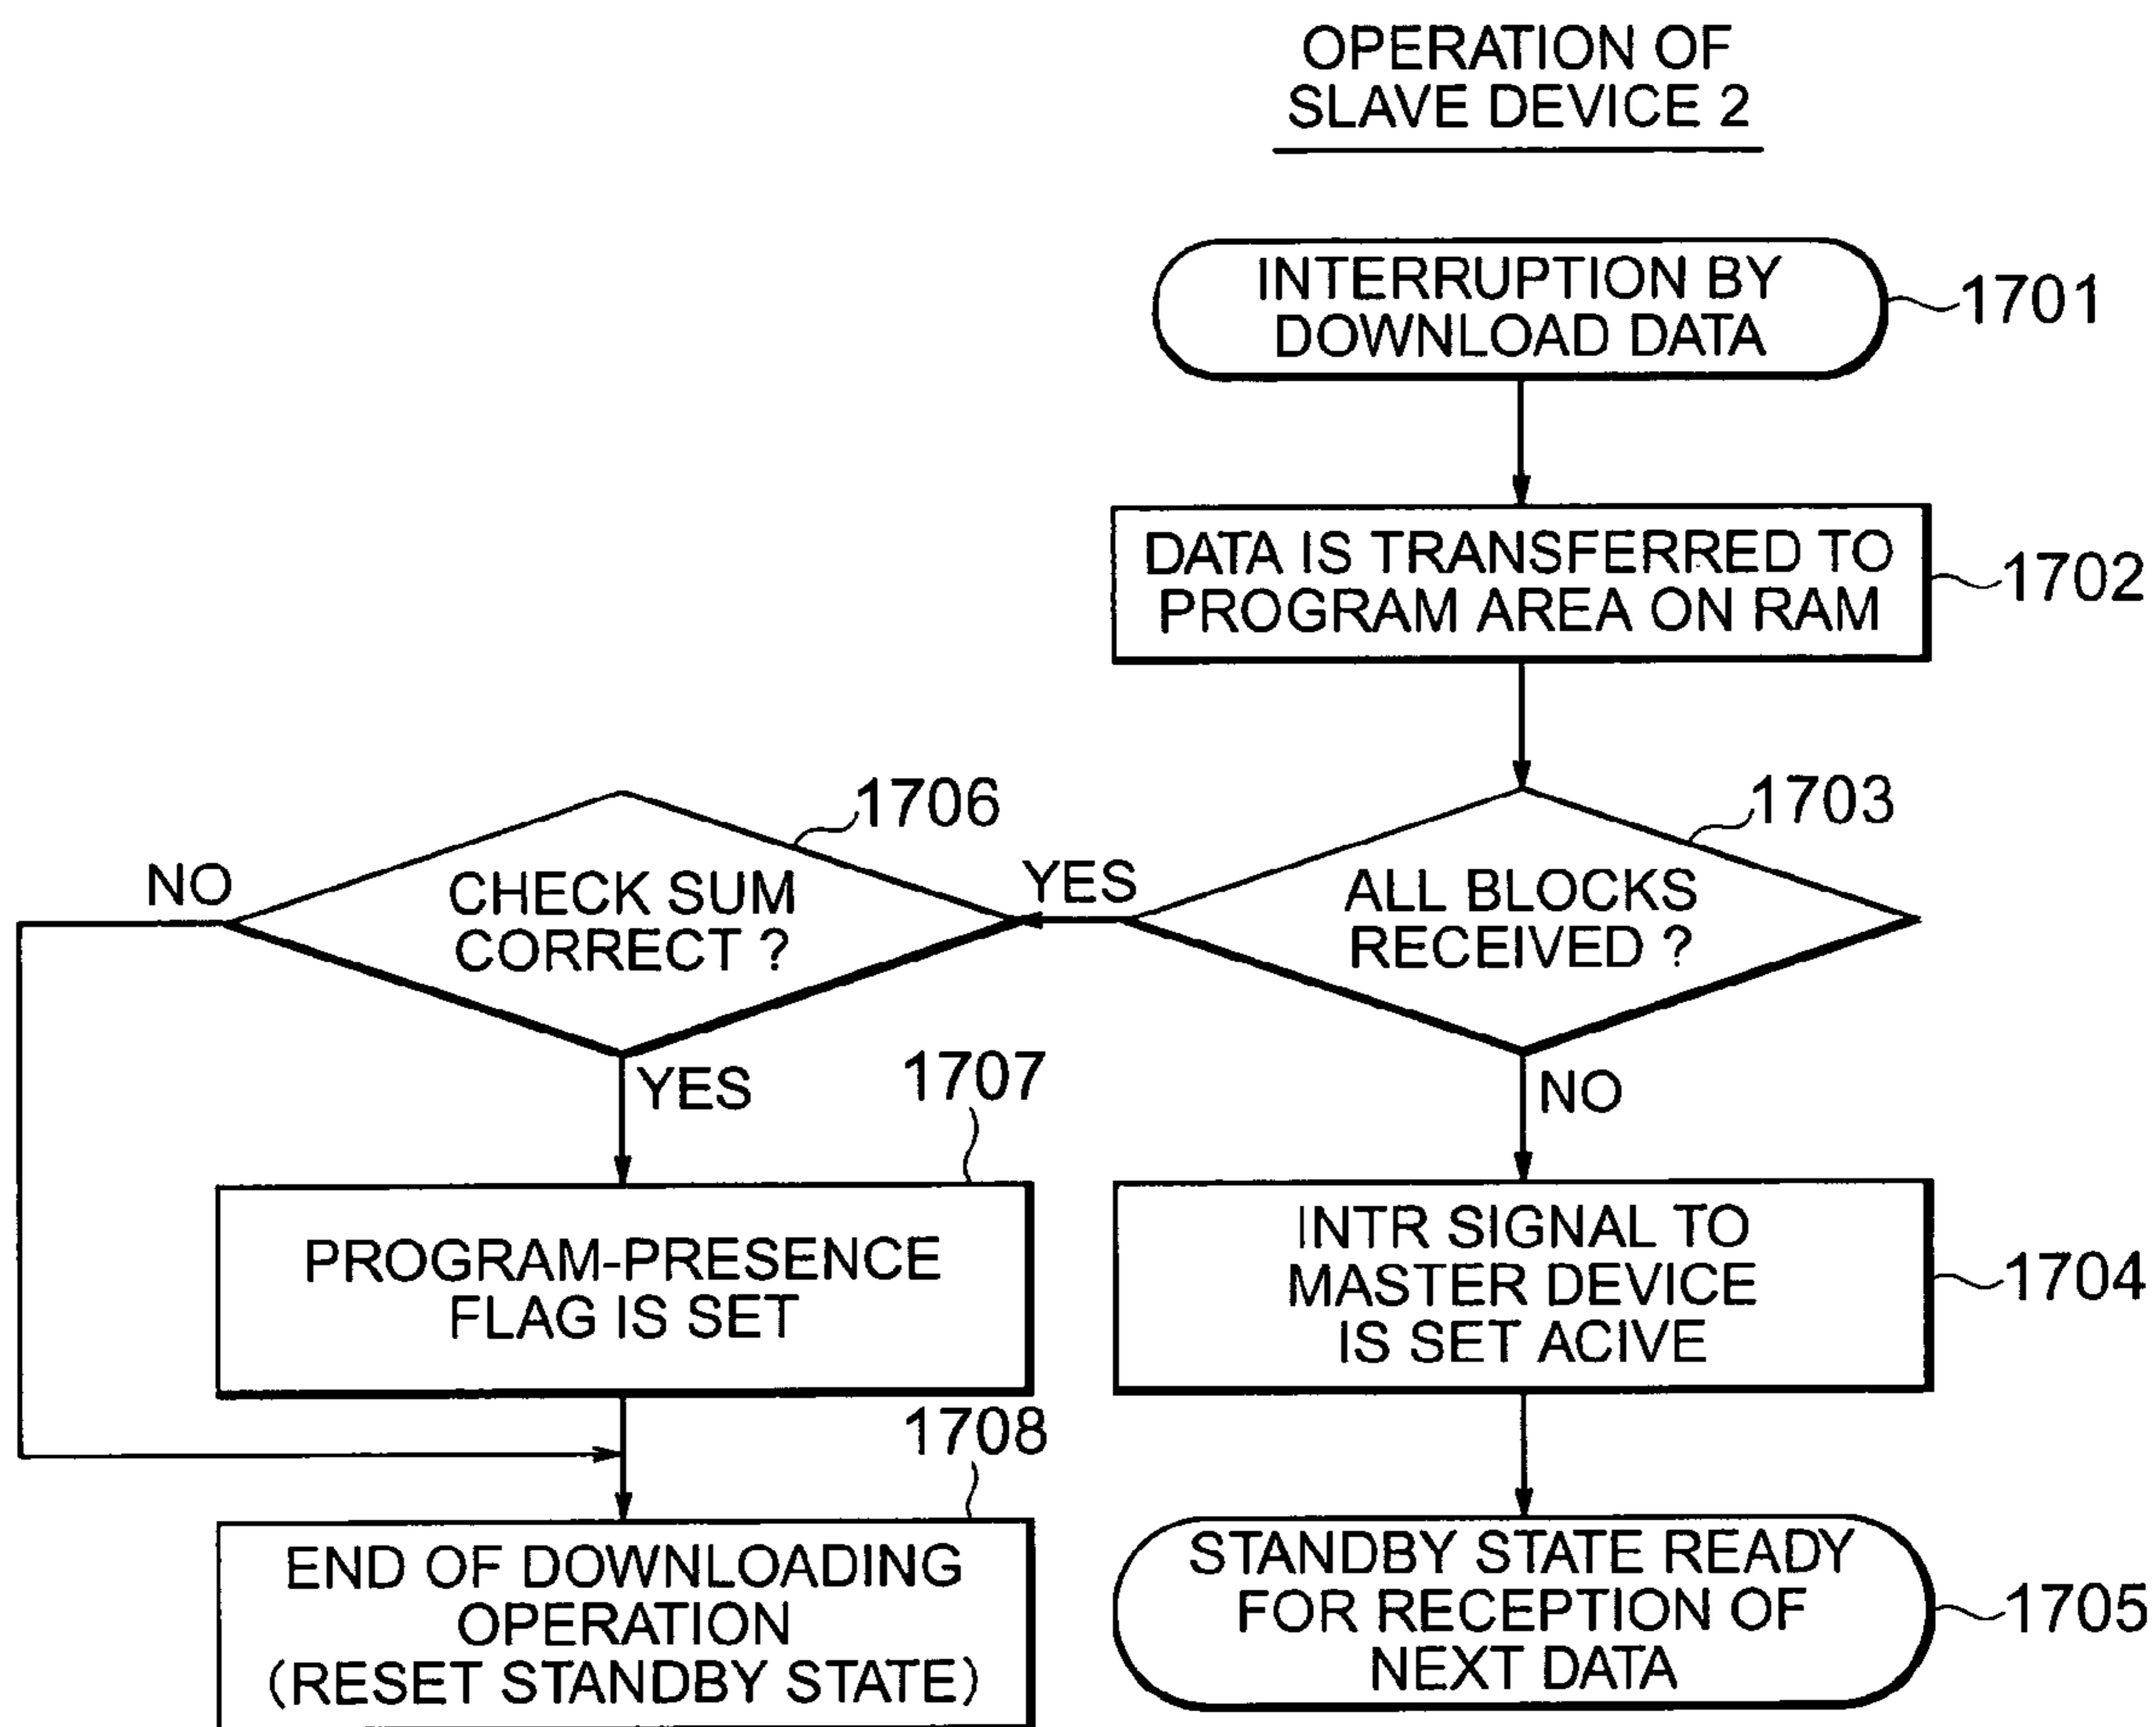 OPERATION OF
SLAVE DEVICE 2
INTERRUPTION BY
DOWNLOAD DATA
1701
DATA IS TRANSFERRED TO
PROGRAM AREA ON RAM
1702
1703
ALL BLOCKS
RECEIVED ?
YES
NO
1706
CHECK SUM
CORRECT ?
NO
YES
1707
PROGRAM-PRESENCE
FLAG IS SET
INTR SIGNAL TO
MASTER DEVICE
IS SET ACIVE
1704
1708
END OF DOWNLOADING
OPERATION
(RESET STANDBY STATE)
STANDBY STATE READY
FOR RECEPTION OF
NEXT DATA
1705